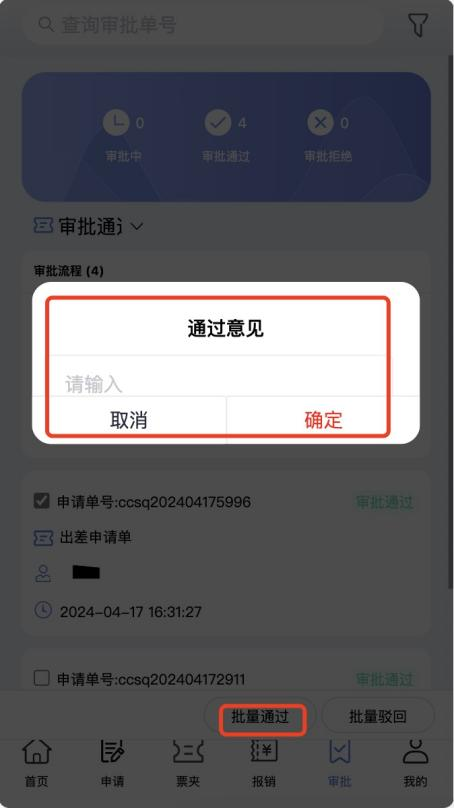 查询审批单号
0 4 0
审批中 审批通过 审批拒绝
审批通
审批流程 (4)
通过意见
请输入
取消 确定
申请单号:ccsq202404175996 审批通过
出差申请单
2024-04-17 16:31:27
申请单号:ccsq202404172911 审批通过
批量通过 批量驳回
首页 申请 票夹 报销 审批 我的